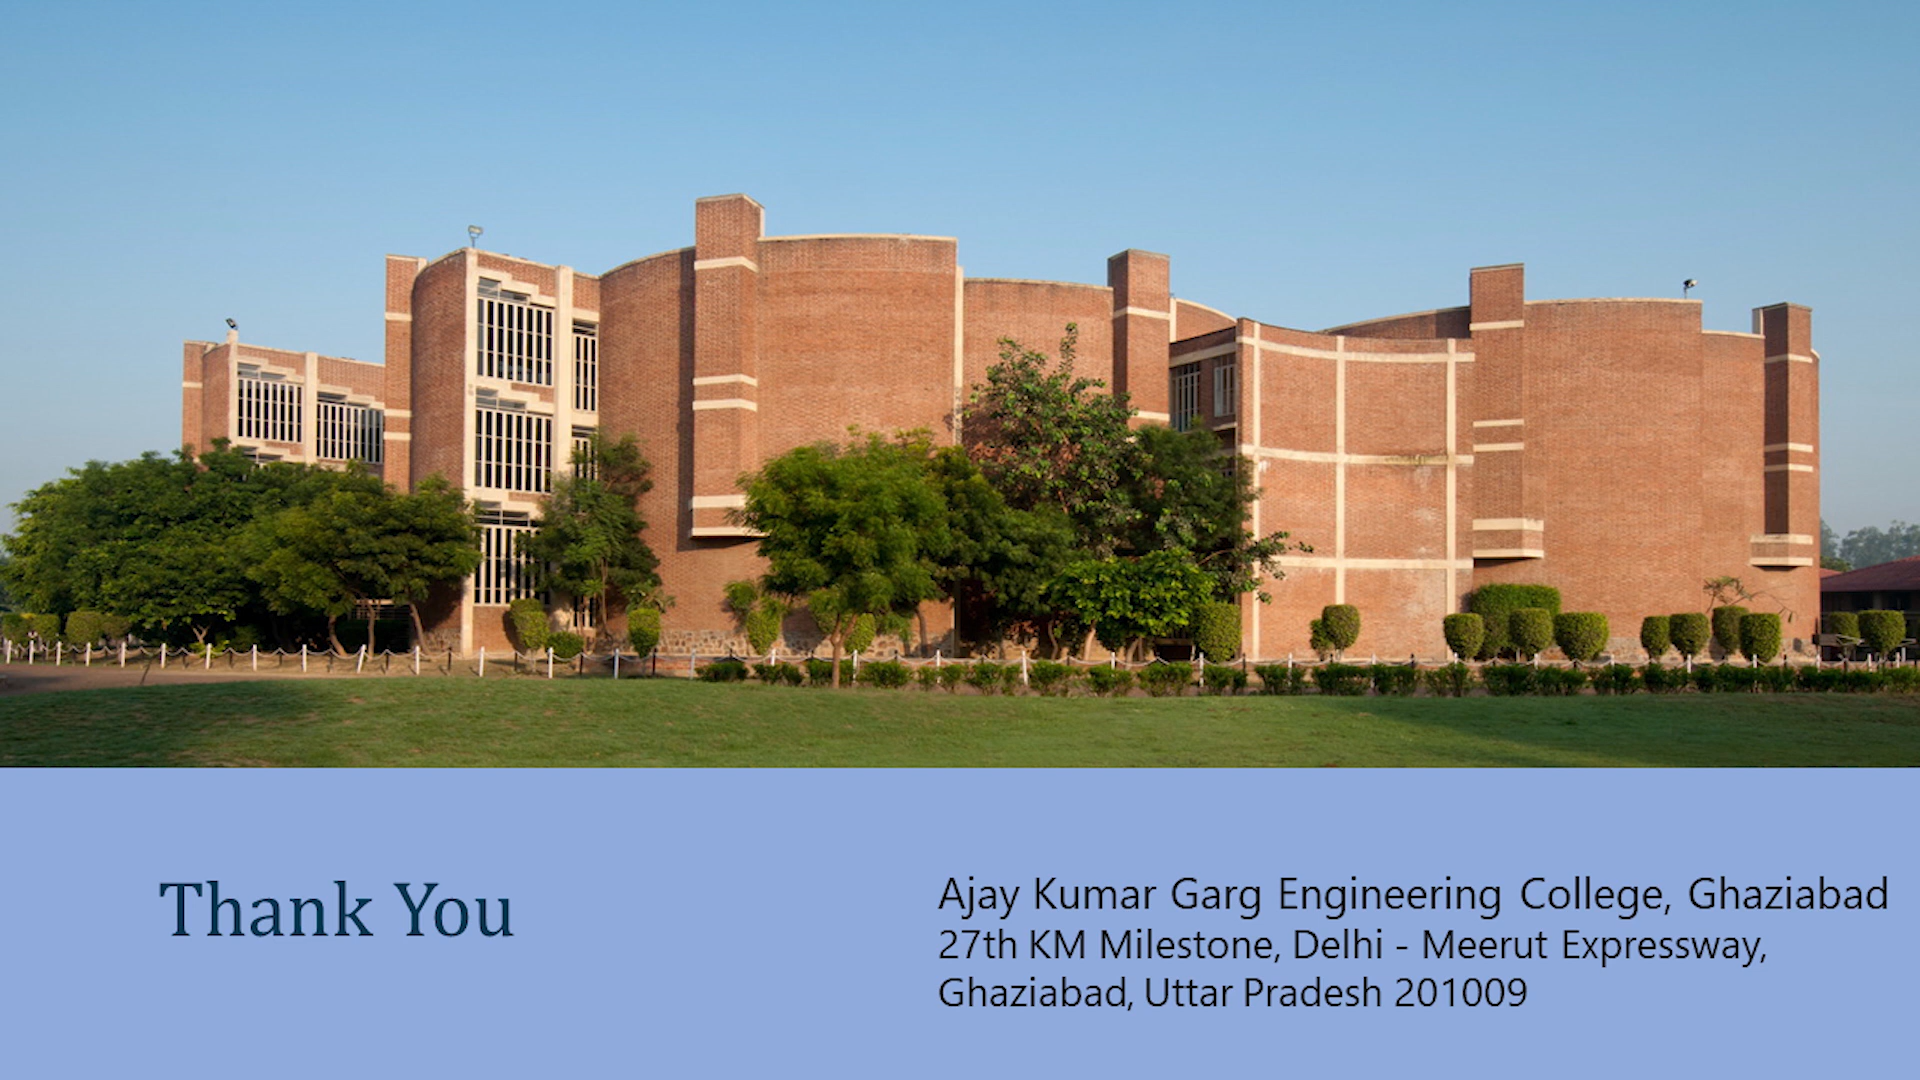 Thank You
Ajay Kumar Garg Engineering College, Ghaziabad
27th KM Milestone, Delhi - Meerut Expressway,
Ghaziabad, Uttar Pradesh 201009